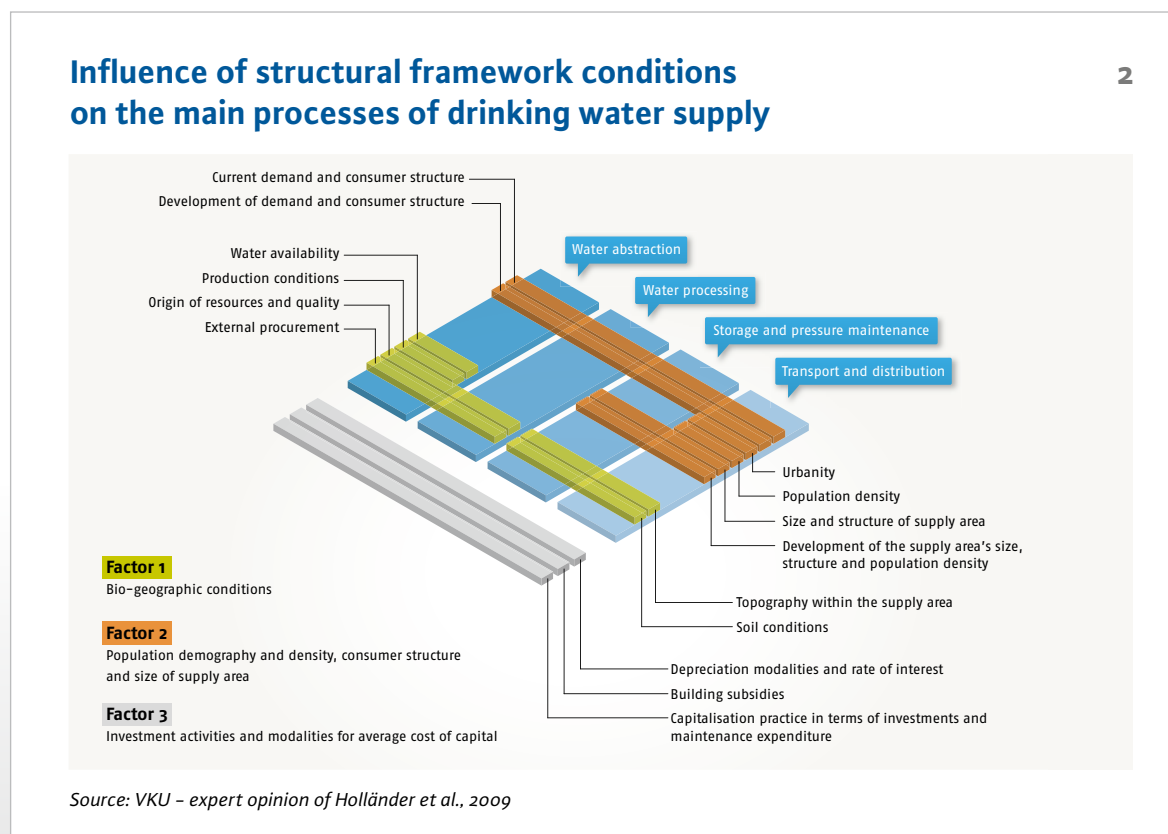 Influence of structural framework conditions
on the main processes of drinking water supply
2
Current demand and consumer structure
Development of demand and consumer structure
Water availability
Production conditions
Origin of resources and quality
External procurement
Water abstraction
Water processing
Storage and pressure maintenance
Transport and distribution
Urbanity
Population density
Size and structure of supply area
Development of the supply area's size,
structure and population density
Topography within the supply area
Soil conditions
Depreciation modalities and rate of interest
Building subsidies
Capitalisation practice in terms of investments and
maintenance expenditure
Factor 1
Bio-geographic conditions
Factor 2
Population demography and density, consumer structure
and size of supply area
Factor 3
Investment activities and modalities for average cost of capital
Source: VKU – expert opinion of Holländer et al., 2009